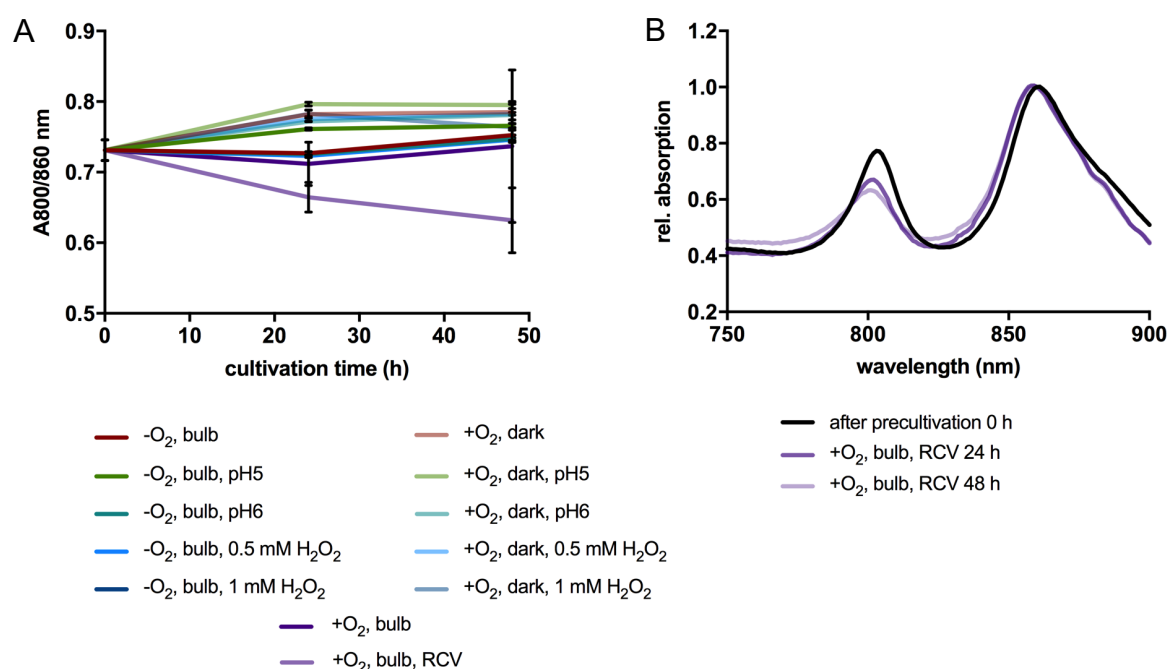 A
0.9
0.8
0.7
0.6
0.5
A800/860 nm
0 10 20 30 40 50
cultivation time (h)
B
1.2
1.0
0.8
0.6
0.4
0.2
rel. absorption
750 800 850 900
wavelength (nm)
-O₂, bulb
-O₂, bulb, pH5
-O₂, bulb, pH6
-O₂, bulb, 0.5 mM H₂O₂
-O₂, bulb, 1 mM H₂O₂
+O₂, dark
+O₂, dark, pH5
+O₂, dark, pH6
+O₂, dark, 0.5 mM H₂O₂
+O₂, dark, 1 mM H₂O₂
+O₂, bulb
+O₂, bulb, RCV
after precultivation 0 h
+O₂, bulb, RCV 24 h
+O₂, bulb, RCV 48 h